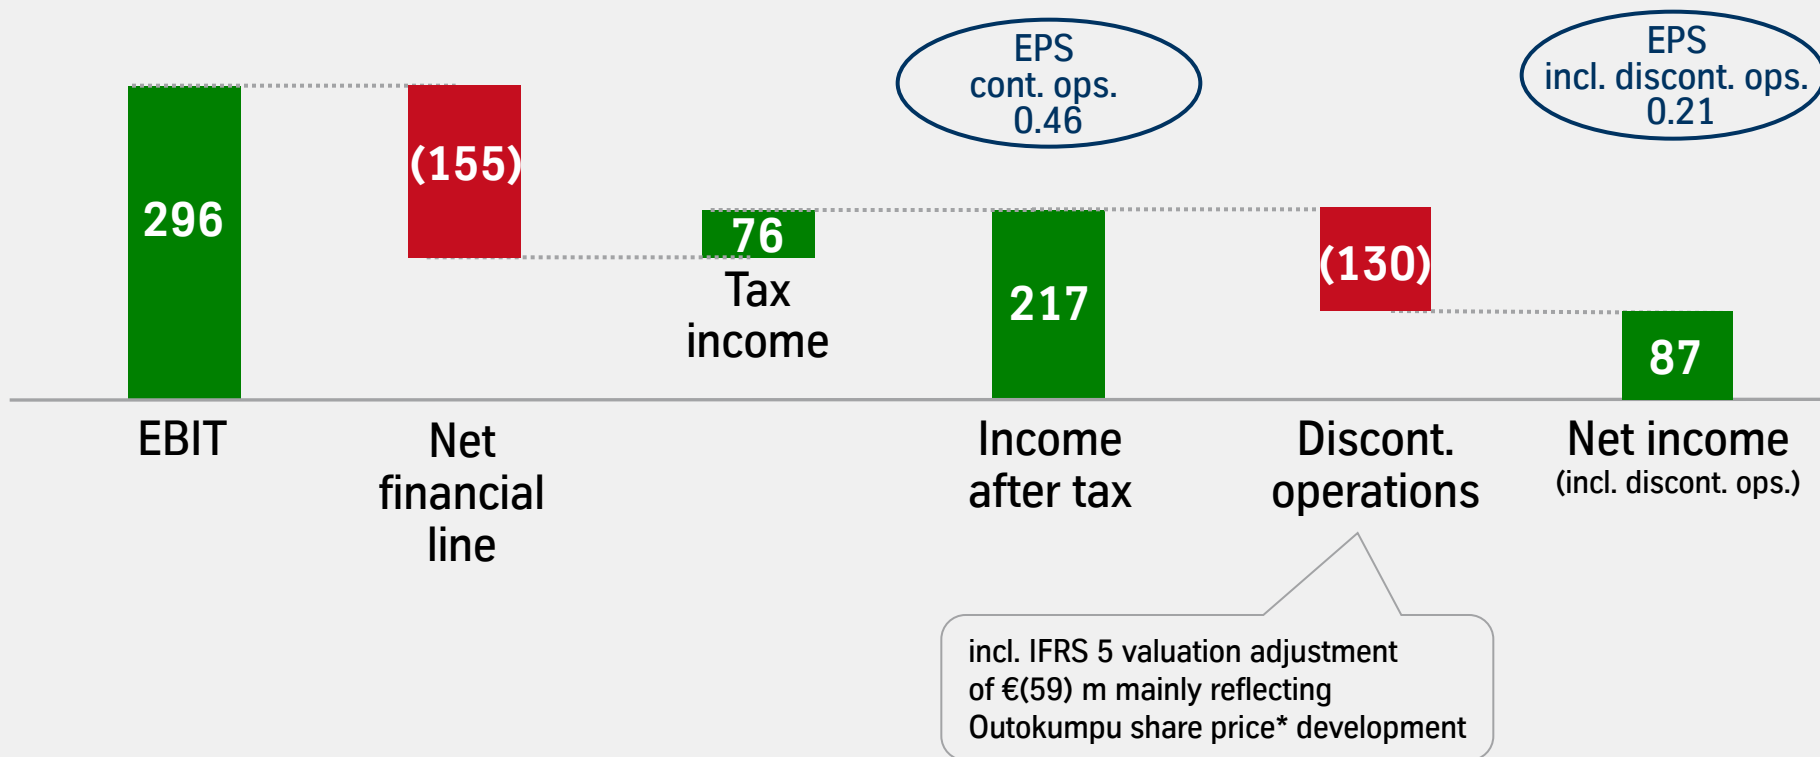 EPS
cont. ops.
0.46
EPS
incl. discont. ops.
0.21
296
(155)
76
217
(130)
87
EBIT
Net
financial
line
Tax
income
Income
after tax
Discont.
operations
Net income
(incl. discont. ops.)
incl. IFRS 5 valuation adjustment
of €(59) m mainly reflecting
Outokumpu share price* development